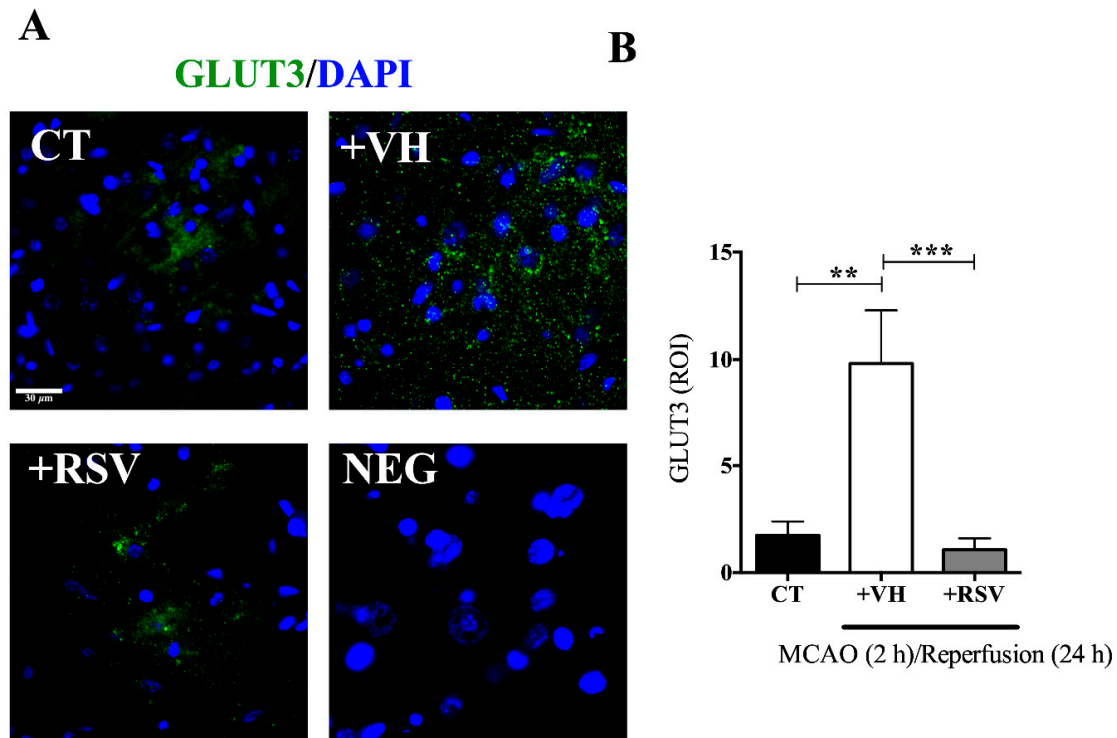 A
GLUT3/DAPI
CT
+VH
30 µm
+RSV
NEG
B
GLUT3 (ROI)
15
10
5
0
**
***
CT
+VH
+RSV
MCAO (2 h)/Reperfusion (24 h)